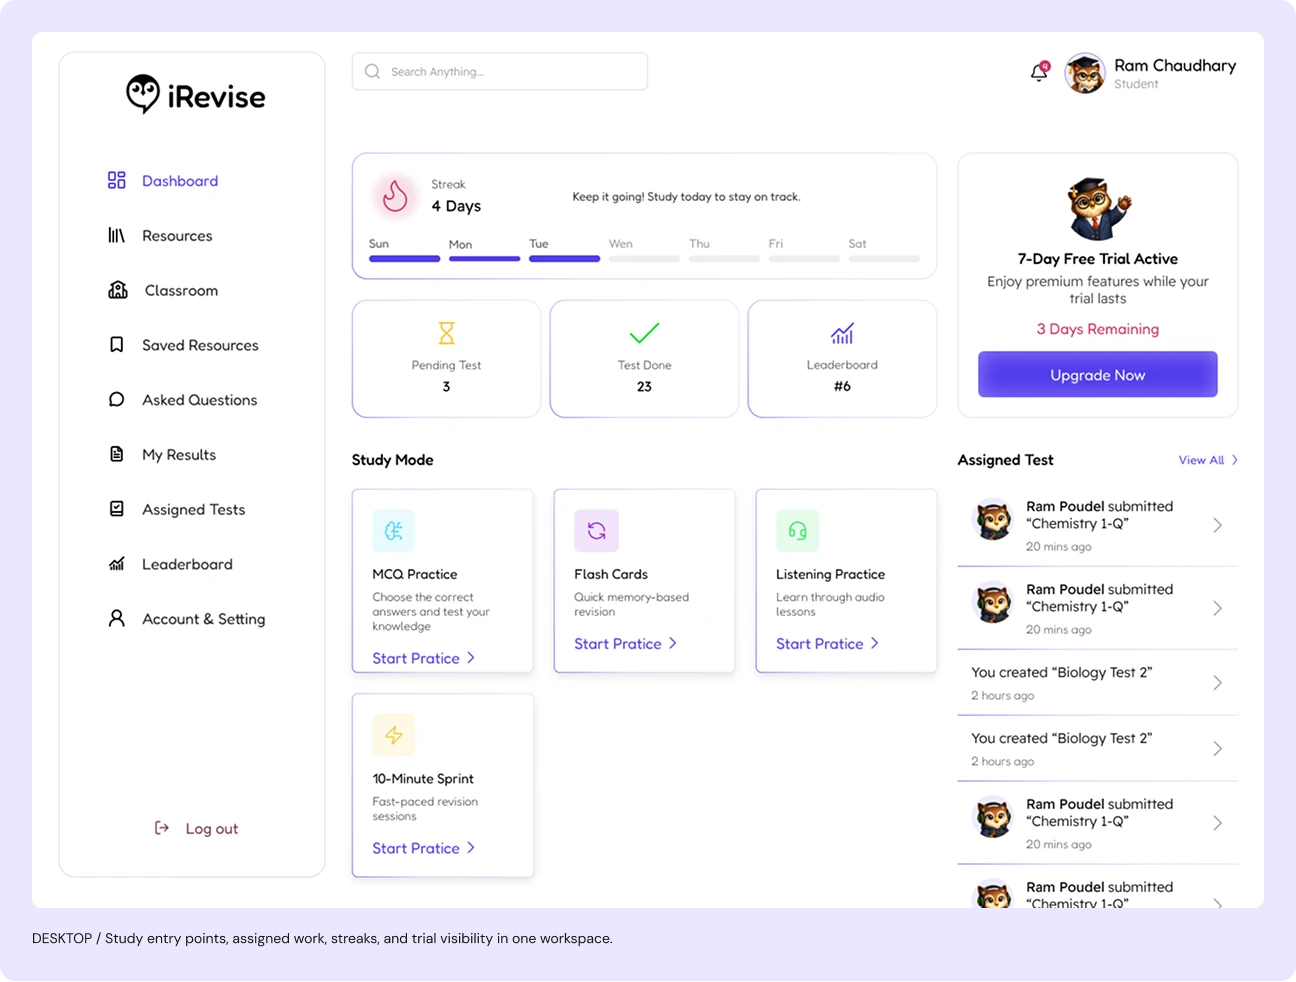 iRevise
Dashboard
Resources
Classroom
Saved Resources
Asked Questions
My Results
Assigned Tests
Leaderboard
Account & Setting
Log out
Search Anything...
4
Ram Chaudhary
Student
Streak
4 Days
Keep it going! Study today to stay on track.
Sun Mon Tue Wen Thu Fri Sat
Pending Test
3
Test Done
23
Leaderboard
#6
7-Day Free Trial Active
Enjoy premium features while your
trial lasts
3 Days Remaining
Upgrade Now
Study Mode
MCQ Practice
Choose the correct
answers and test your
knowledge
Start Pratice
Flash Cards
Quick memory-based
revision
Start Pratice
Listening Practice
Learn through audio
lessons
Start Pratice
10-Minute Sprint
Fast-paced revision
sessions
Start Pratice
Assigned Test
View All
Ram Poudel submitted
“Chemistry 1-Q”
20 mins ago
Ram Poudel submitted
“Chemistry 1-Q”
20 mins ago
You created “Biology Test 2”
2 hours ago
You created “Biology Test 2”
2 hours ago
Ram Poudel submitted
“Chemistry 1-Q”
20 mins ago
Ram Poudel submitted
“Chemistry 1-Q”
DESKTOP / Study entry points, assigned work, streaks, and trial visibility in one workspace.